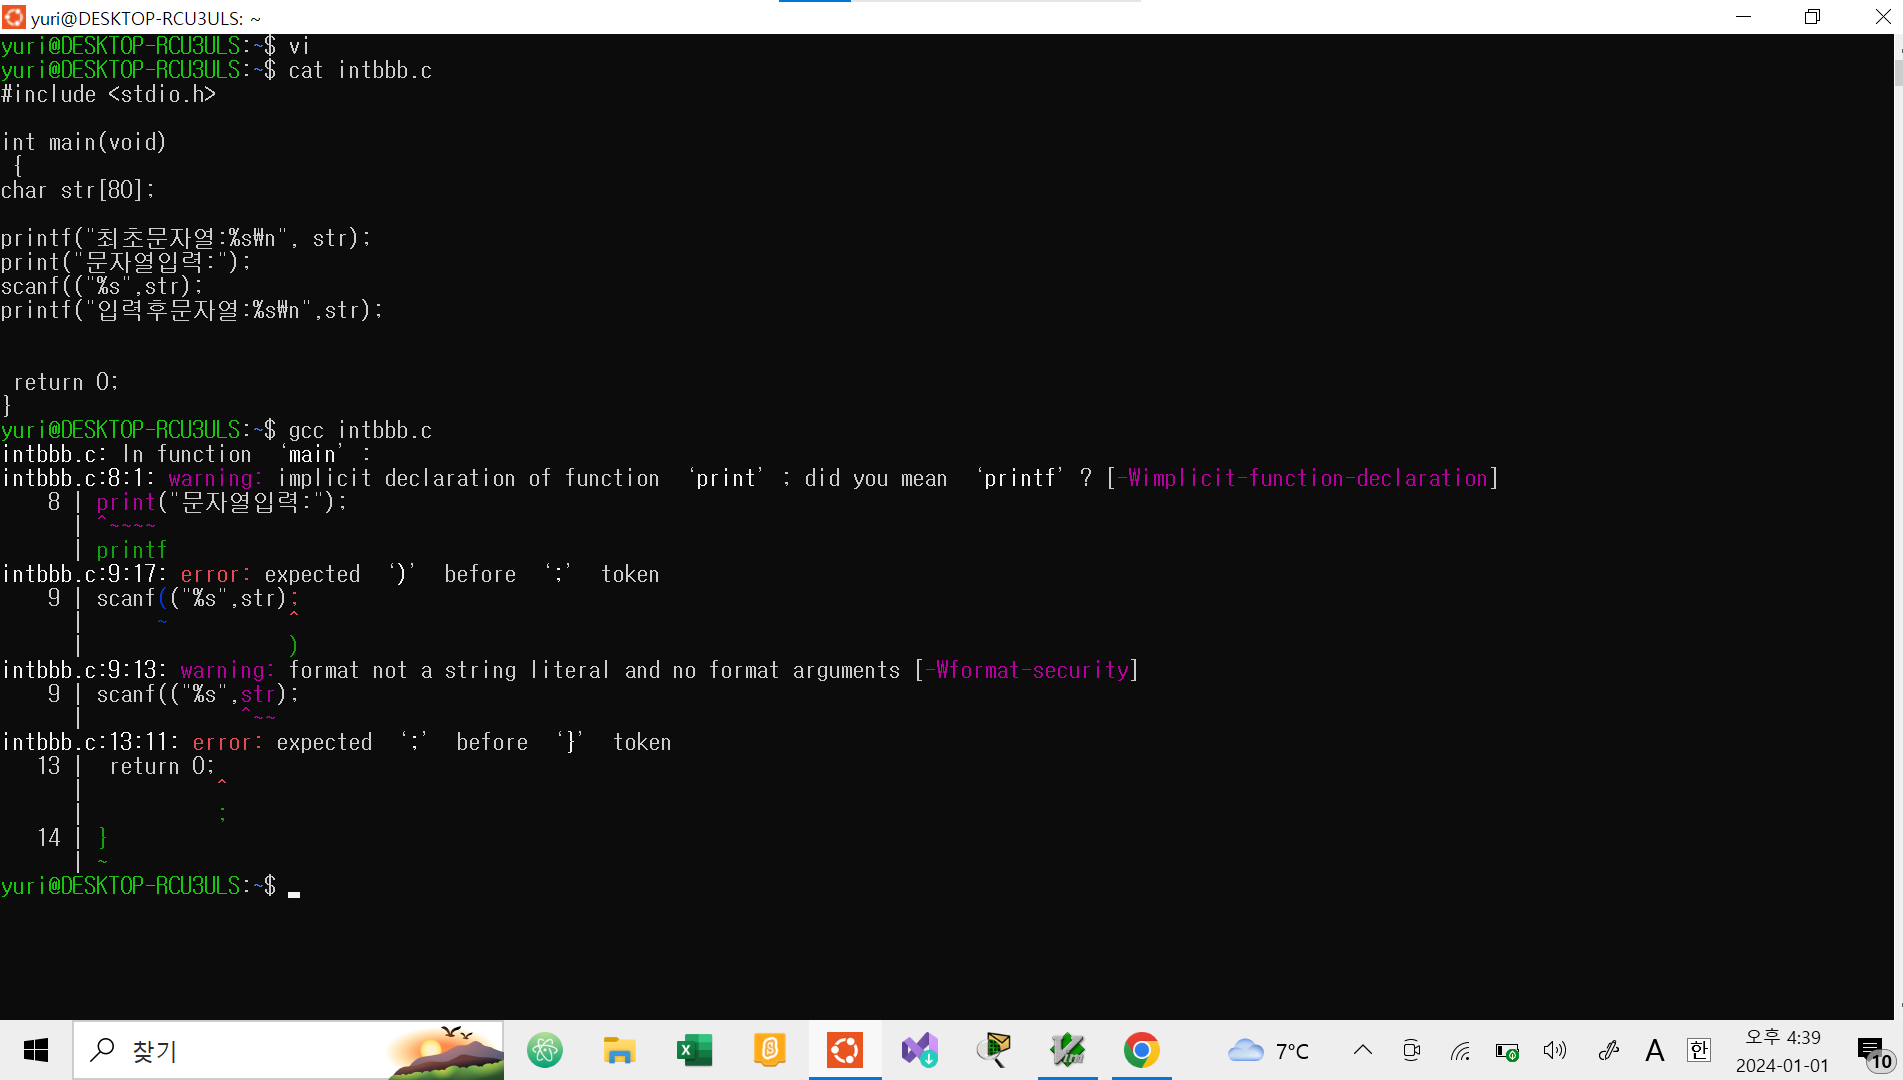 yuri@DESKTOP-RCU3ULS: ~
yuri@DESKTOP-RCU3ULS:~$ vi
yuri@DESKTOP-RCU3ULS:~$ cat intbbb.c
#include <stdio.h>
int main(void)
{
char str[80];
printf("최초문자열:%s₩n", str);
print("문자열입력:");
scanf(("%s",str);
printf("입력후문자열:%s₩n",str);
return 0;
}
yuri@DESKTOP-RCU3ULS:~$ gcc intbbb.c
intbbb.c: In function ‘main’ :
intbbb.c:8:1: warning: implicit declaration of function ‘print’ ; did you mean ‘printf’ ? [-Wimplicit-function-declaration]
8 | print("문자열입력:");
| ^~~~~
| printf
intbbb.c:9:17: error: expected ‘)’ before ‘;’ token
9 | scanf(("%s",str);
| ~ ^
| )
intbbb.c:9:13: warning: format not a string literal and no format arguments [-Wformat-security]
9 | scanf(("%s",str);
| ^~~
intbbb.c:13:11: error: expected ‘;’ before ‘}’ token
13 | return 0;
| ^
| ;
14 | }
| ~
yuri@DESKTOP-RCU3ULS:~$
찾기
7°C
A
한
오후 4:39
2024-01-01
10